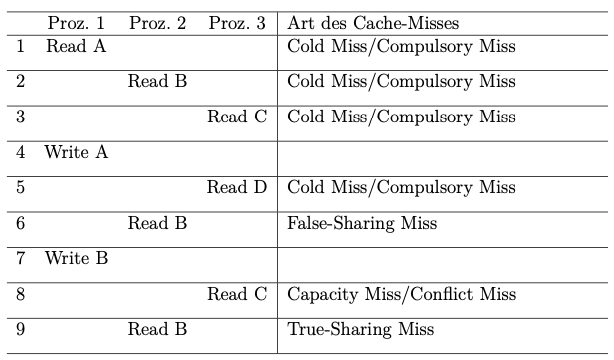 Proz. 1 Proz. 2 Proz. 3 Art des Cache-Misses
1 Read A Cold Miss/Compulsory Miss
2 Read B Cold Miss/Compulsory Miss
3 Read C Cold Miss/Compulsory Miss
4 Write A
5 Read D Cold Miss/Compulsory Miss
6 Read B False-Sharing Miss
7 Write B
8 Read C Capacity Miss/Conflict Miss
9 Read B True-Sharing Miss